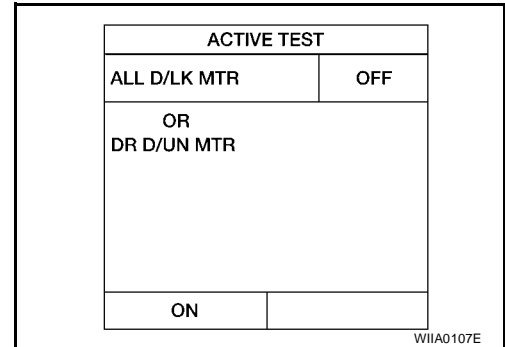 ACTIVE TEST
ALL D/LK MTR OFF
OR
DR D/UN MTR
ON
WIIA0107E